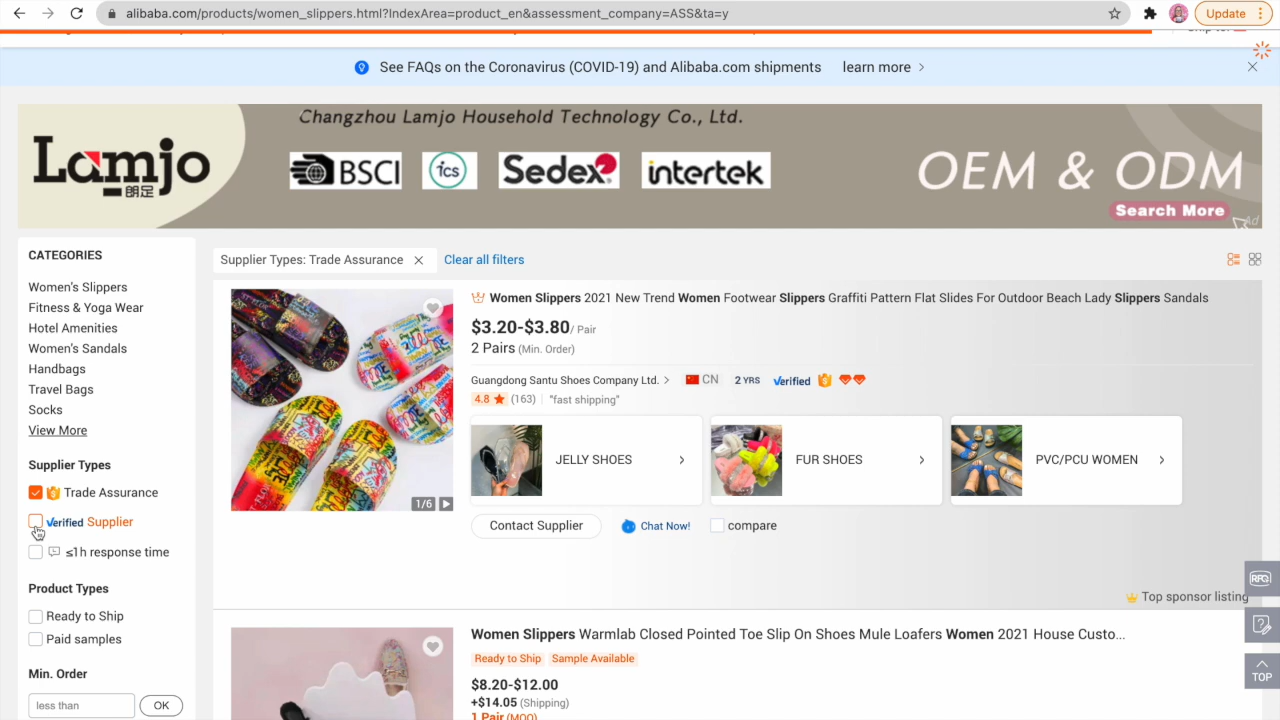 alibaba.com/products/women_slippers.html?IndexArea=product_en&assessment_company=ASS&ta=y
Update
See FAQs on the Coronavirus (COVID-19) and Alibaba.com shipments learn more
Changzhou Lamjo Household Technology Co., Ltd.
Lamjo
朗足
BSCI
ics
Sedex
intertek
OEM & ODM
Search More
Ad
CATEGORIES
Women's Slippers
Fitness & Yoga Wear
Hotel Amenities
Women's Sandals
Handbags
Travel Bags
Socks
View More
Supplier Types
Trade Assurance
Verified Supplier
≤1h response time
Product Types
Ready to Ship
Paid samples
Min. Order
less than
OK
Supplier Types: Trade Assurance
Clear all filters
Women Slippers 2021 New Trend Women Footwear Slippers Graffiti Pattern Flat Slides For Outdoor Beach Lady Slippers Sandals
$3.20-$3.80/ Pair
2 Pairs (Min. Order)
Guangdong Santu Shoes Company Ltd. CN 2 YRS Verified
4.8 (163) "fast shipping"
1/6
JELLY SHOES
FUR SHOES
PVC/PCU WOMEN
Contact Supplier
Chat Now!
compare
Top sponsor listing
Women Slippers Warmlab Closed Pointed Toe Slip On Shoes Mule Loafers Women 2021 House Custo...
Ready to Ship Sample Available
$8.20-$12.00
+$14.05 (Shipping)
1 Pair (MOQ)
RFQ
TOP